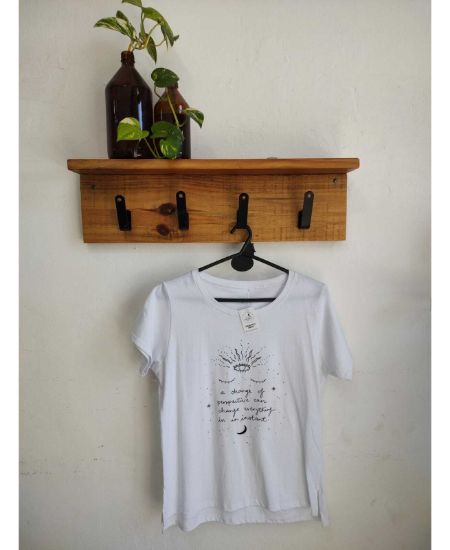 a change of
perspective can
change everything
in an instant.